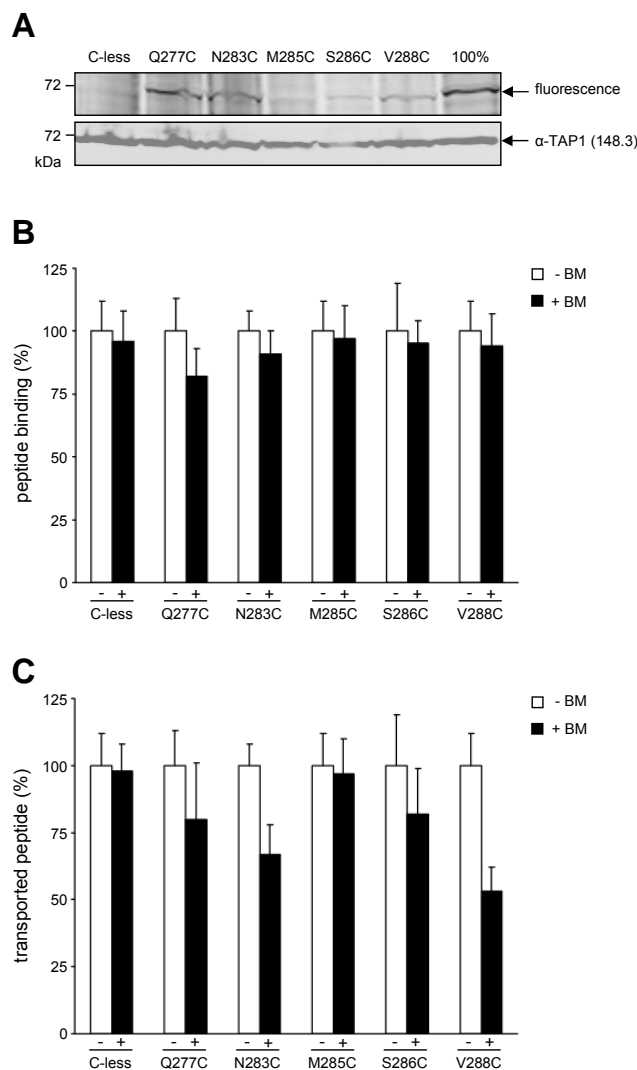 A
C-less Q277C N283C M285C S286C V288C 100%
72
fluorescence
72
α-TAP1 (148.3)
kDa
B
125
- BM
+ BM
100
75
50
25
0
peptide binding (%)
- + - + - + - + - + - +
C-less Q277C N283C M285C S286C V288C
C
125
- BM
+ BM
100
75
50
25
0
transported peptide (%)
- + - + - + - + - + - +
C-less Q277C N283C M285C S286C V288C